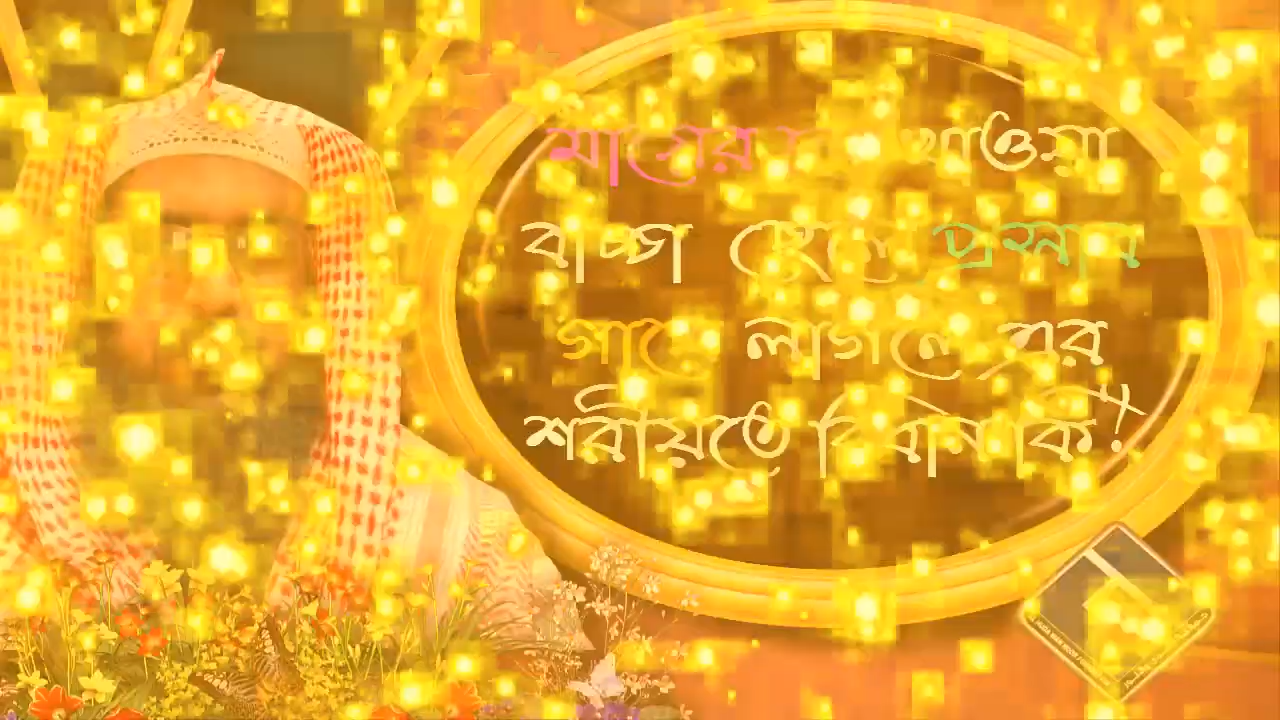 মায়ের খাওয়া
বাচ্চা ছেলে প্রস্রাব
গায়ে লাগলে এর
শরীয়তে বিধান কি!